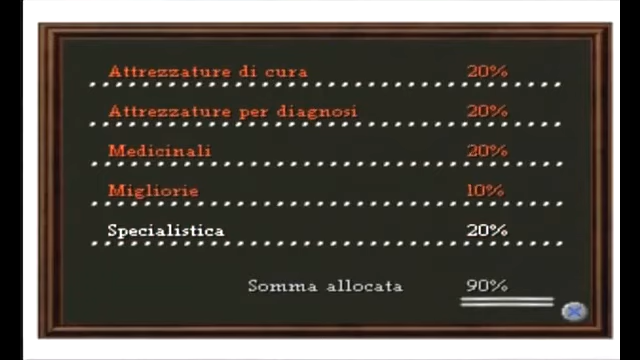 Attrezzature di cura 20%
Attrezzature per diagnosi 20%
Medicinali 20%
Migliorie 10%
Specialistica 20%
Somma allocata 90%